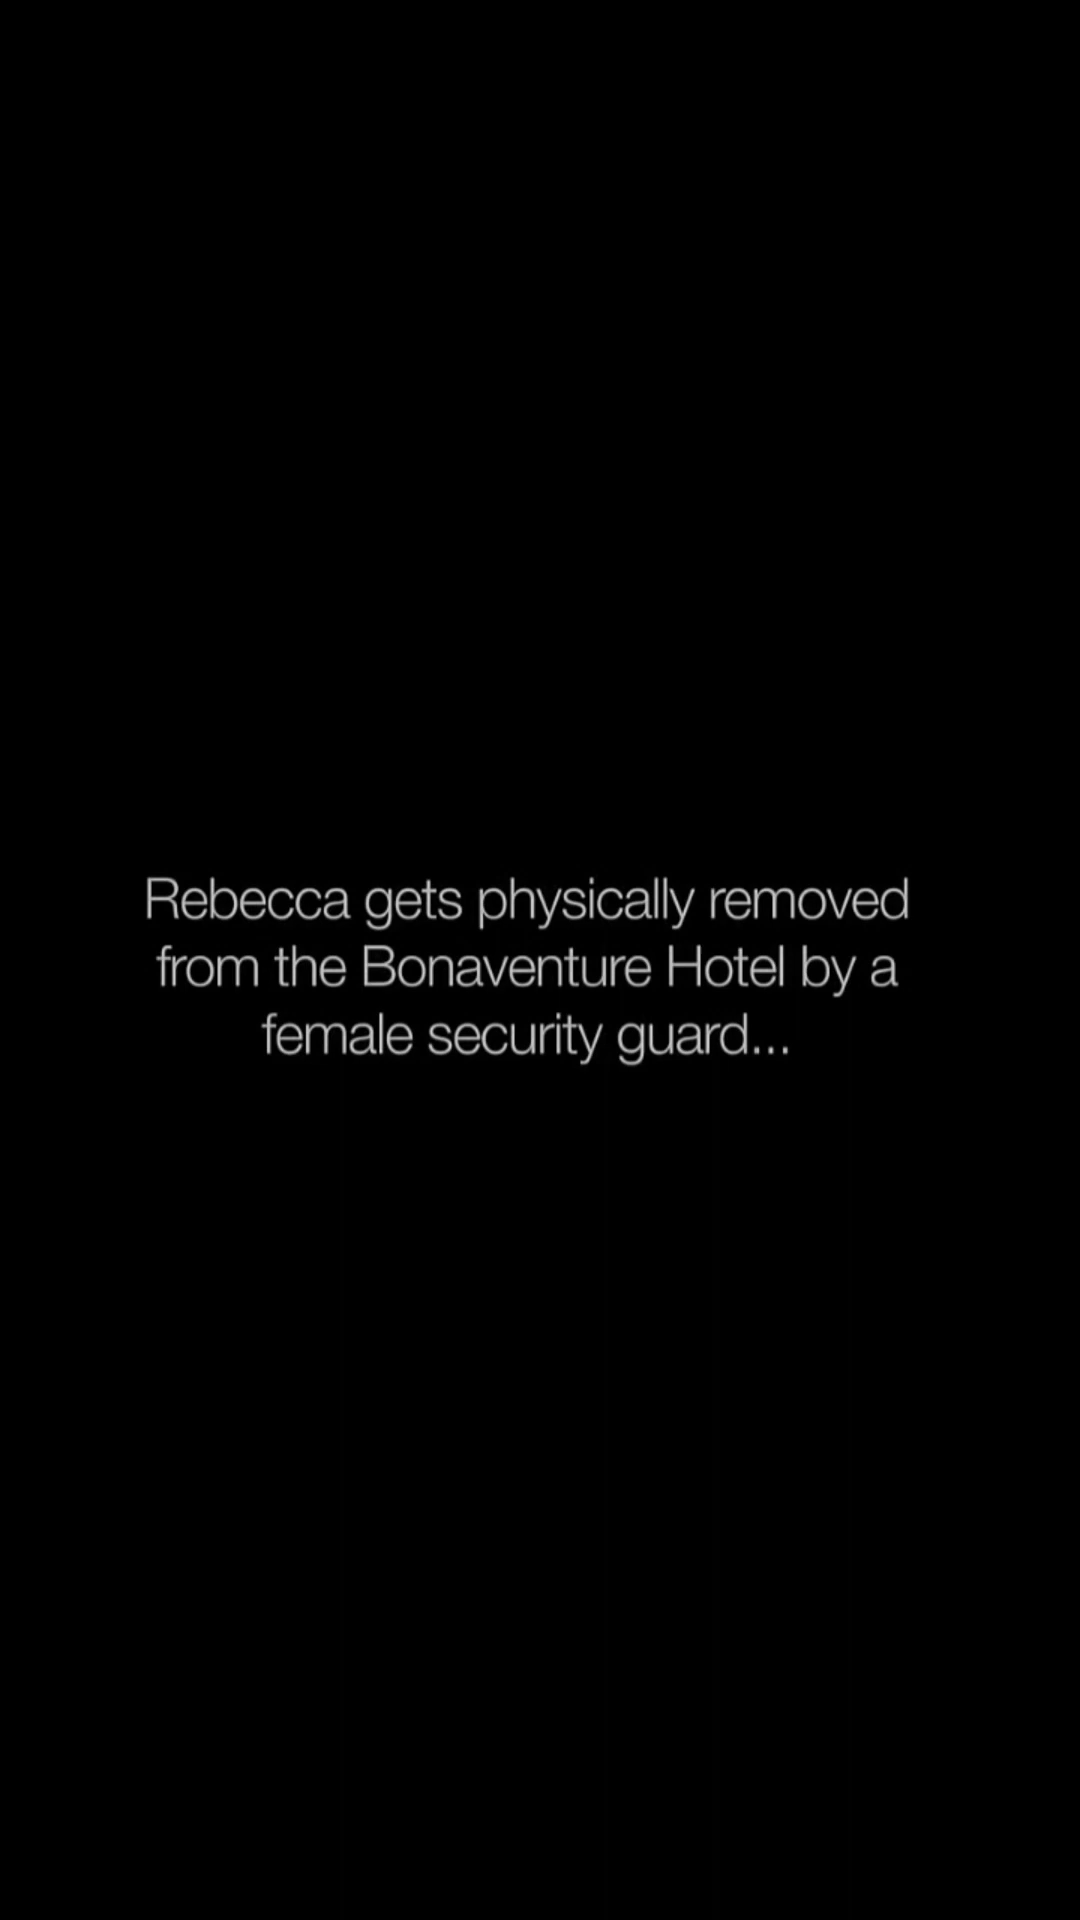 Rebecca gets physically removed
from the Bonaventure Hotel by a
female security guard...